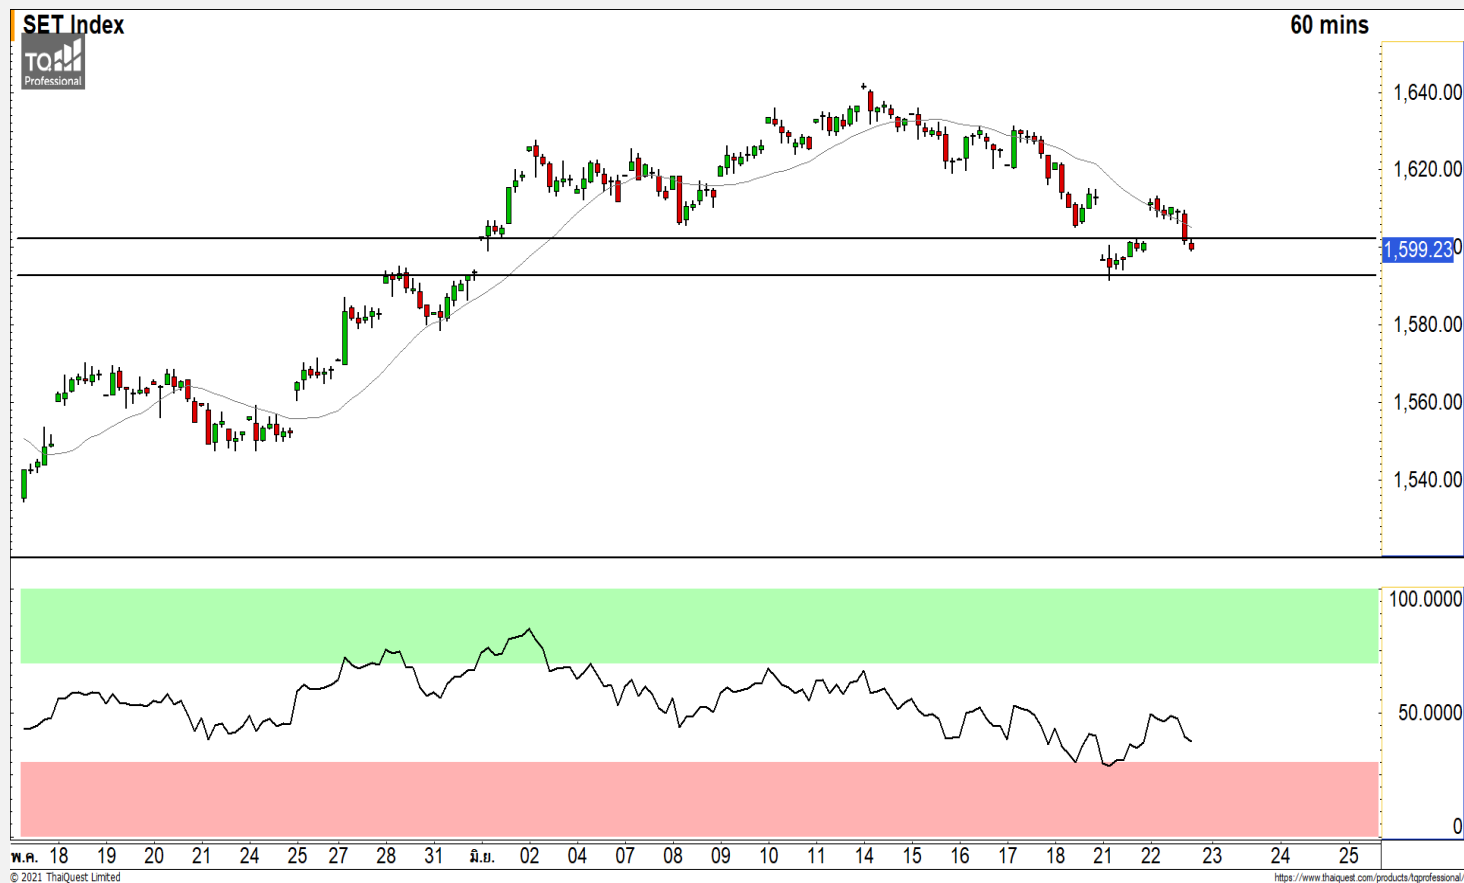 SET Index
60 mins
TQ
Professional
1,640.00
1,620.00
1,599.23
0
1,580.00
1,560.00
1,540.00
100.0000
50.0000
0
พ.ค. 18 19 20 21 24 25 27 28 31 มิ.ย. 02 04 07 08 09 10 11 14 15 16 17 18 21 22 23 24 25
© 2021 ThaiQuest Limited
https://www.thaiquest.com/products/tqprofessional/